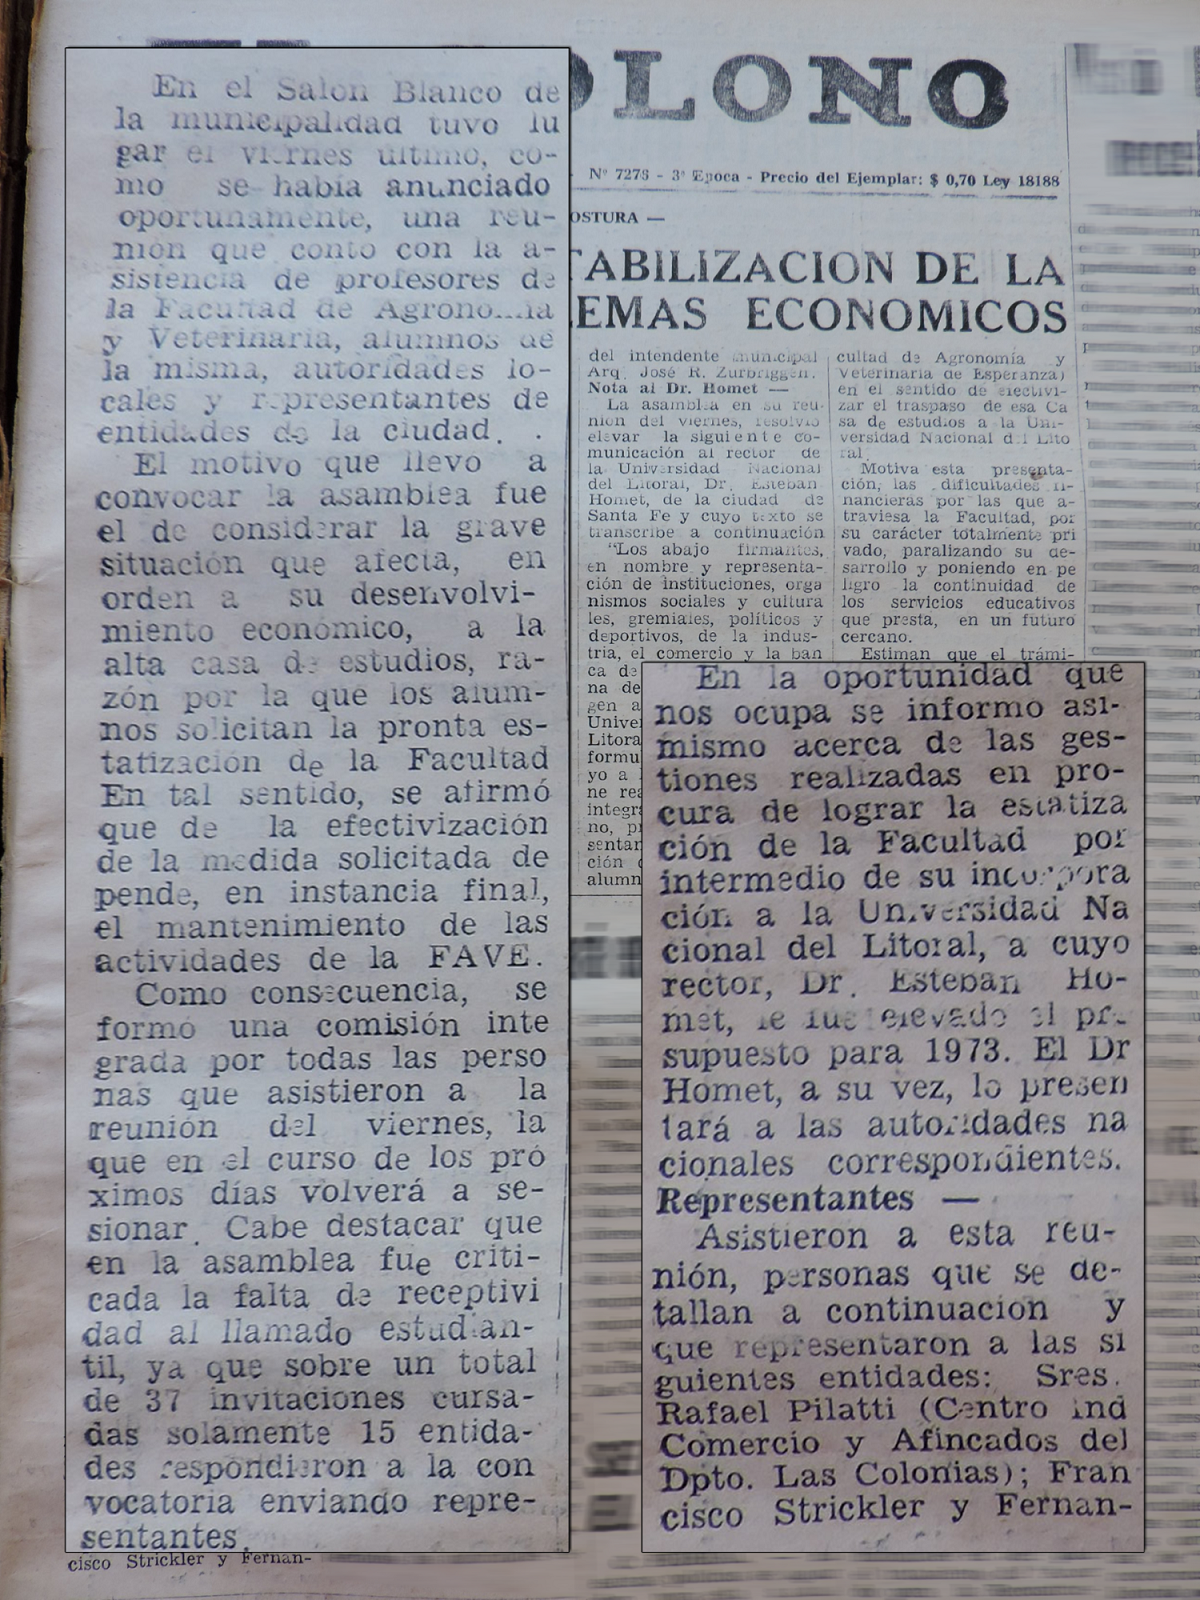 OLONO
Nº 7275 - 3ª Epoca - Precio del Ejemplar: $ 0,70 Ley 18188
OSTURA —
TABILIZACION DE LA
EMAS ECONOMICOS
En el Salon Blanco de
la municipalidad tuvo lu
gar el viernes último, co-
mo se había anunciado
oportunamente, una reu-
nión que contó con la a-
sistencia de profesores de
la Facultad de Agronomía
y Veterinaria, alumnos de
la misma, autoridades lo-
cales y representantes de
entidades de la ciudad.
El motivo que llevó a
convocar la asamblea fue
el de considerar la grave
situación que afecta, en
orden a su desenvolvi-
miento económico, a la
alta casa de estudios, ra-
zón por la que los alum-
nos solicitan la pronta es-
tatización de la Facultad
En tal sentido, se afirmó
que de la efectivización
de la medida solicitada de
pende, en instancia final,
el mantenimiento de las
actividades de la FAVE.
Como consecuencia, se
formó una comisión inte
grada por todas las perso
nas que asistieron a la
reunión del viernes, la
que en el curso de los pró
ximos días volverá a se-
sionar. Cabe destacar que
en la asamblea fue criti-
cada la falta de receptivi
dad al llamado estudian-
til, ya que sobre un total
de 37 invitaciones cursa-
das solamente 15 entida-
des respondieron a la con
vocatoria enviando repre-
sentantes.
cisco Strickler y Fernan-
del intendente municipal
Arq. José R. Zurbriggen.
Nota al Dr. Homet —
La asamblea en su reu-
nión del viernes, resolvió
elevar la siguiente co-
municación al rector de
la Universidad Nacional
del Litoral, Dr. Esteban
Homet, de la ciudad de
Santa Fe y cuyo texto se
transcribe a continuación
"Los abajo firmantes,
en nombre y representa-
ción de instituciones, orga
nismos sociales y cultura
les, gremiales, políticos y
deportivos, de la indus-
tria, el comercio y la ban
ca de
na de
gen a
Univer
Litora
formu
yo a
ne rea
integra
no, p
sentan
ción
alumn
cultad de Agronomía y
Veterinaria de Esperanza)
en el sentido de efectivi-
zar el traspaso de esa Ca
sa de estudios a la Uni-
versidad Nacional del Lito
ral.
Motiva esta presenta-
ción, las dificultades fi-
nancieras por las que a-
traviesa la Facultad, por
su carácter totalmente pri
vado, paralizando su de-
sarrollo y poniendo en pe
ligro la continuidad de
los servicios educativos
que presta, en un futuro
cercano.
Estiman que el trámi-
En la oportunidad que
nos ocupa se informó asi-
mismo acerca de las ges-
tiones realizadas en pro-
cura de lograr la estatiza
ción de la Facultad por
intermedio de su incorpora
ción a la Universidad Na
cional del Litoral, a cuyo
rector, Dr. Esteban Ho-
met, le fue elevado el pre
supuesto para 1973. El Dr
Homet, a su vez, lo presen
tará a las autoridades na
cionales correspondientes.
Representantes —
Asistieron a esta reu-
nión, personas que se de-
tallan a continuación y
que representaron a las si
guientes entidades: Sres.
Rafael Pilatti (Centro Ind
Comercio y Afincados del
Dpto. Las Colonias); Fran
cisco Strickler y Fernan-